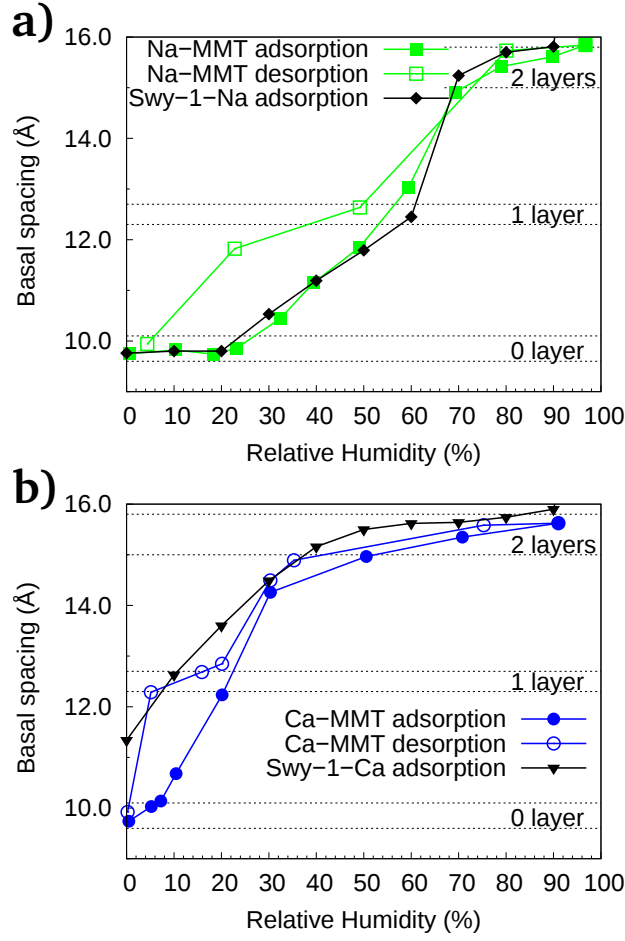 a)
16.0
14.0
12.0
10.0
Basal spacing (Å)
Na−MMT adsorption
Na−MMT desorption
Swy−1−Na adsorption
2 layers
1 layer
0 layer
0 10 20 30 40 50 60 70 80 90 100
Relative Humidity (%)
b)
16.0
14.0
12.0
10.0
Basal spacing (Å)
2 layers
1 layer
Ca−MMT adsorption
Ca−MMT desorption
Swy−1−Ca adsorption
0 layer
0 10 20 30 40 50 60 70 80 90 100
Relative Humidity (%)